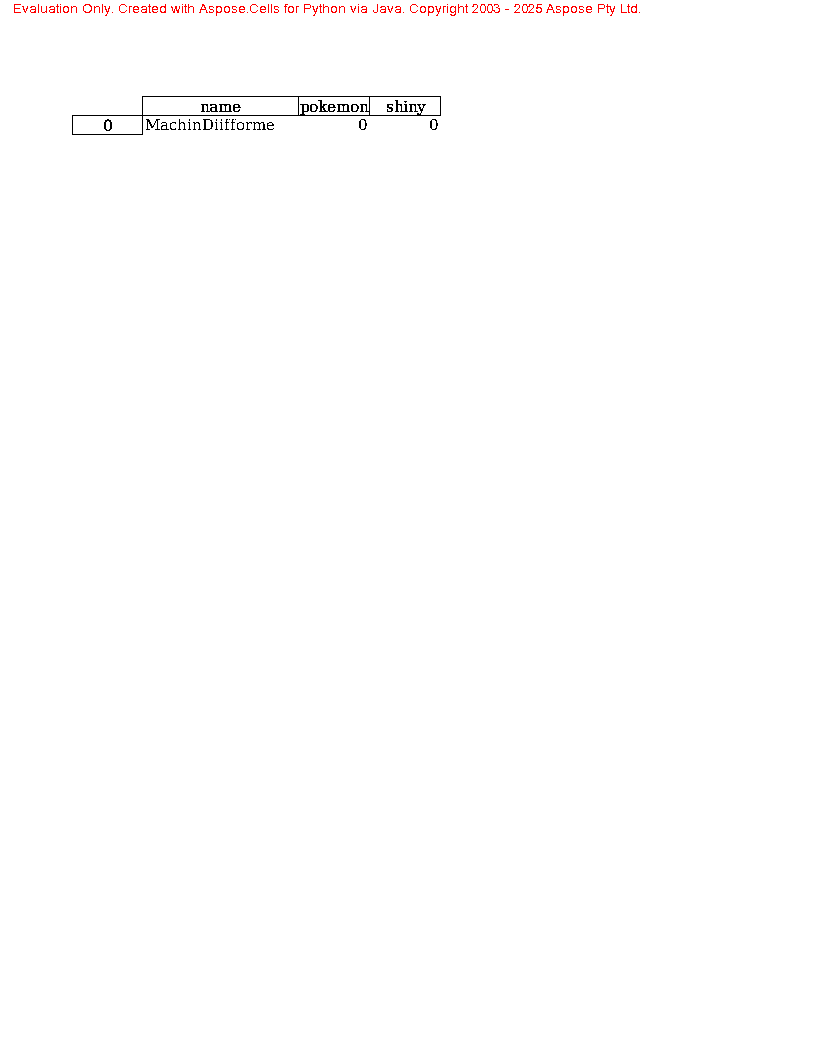 Evaluation Only. Created with Aspose.Cells for Python via Java. Copyright 2003 - 2025 Aspose Pty Ltd.
name pokemon shiny
0 MachinDiifforme 0 0